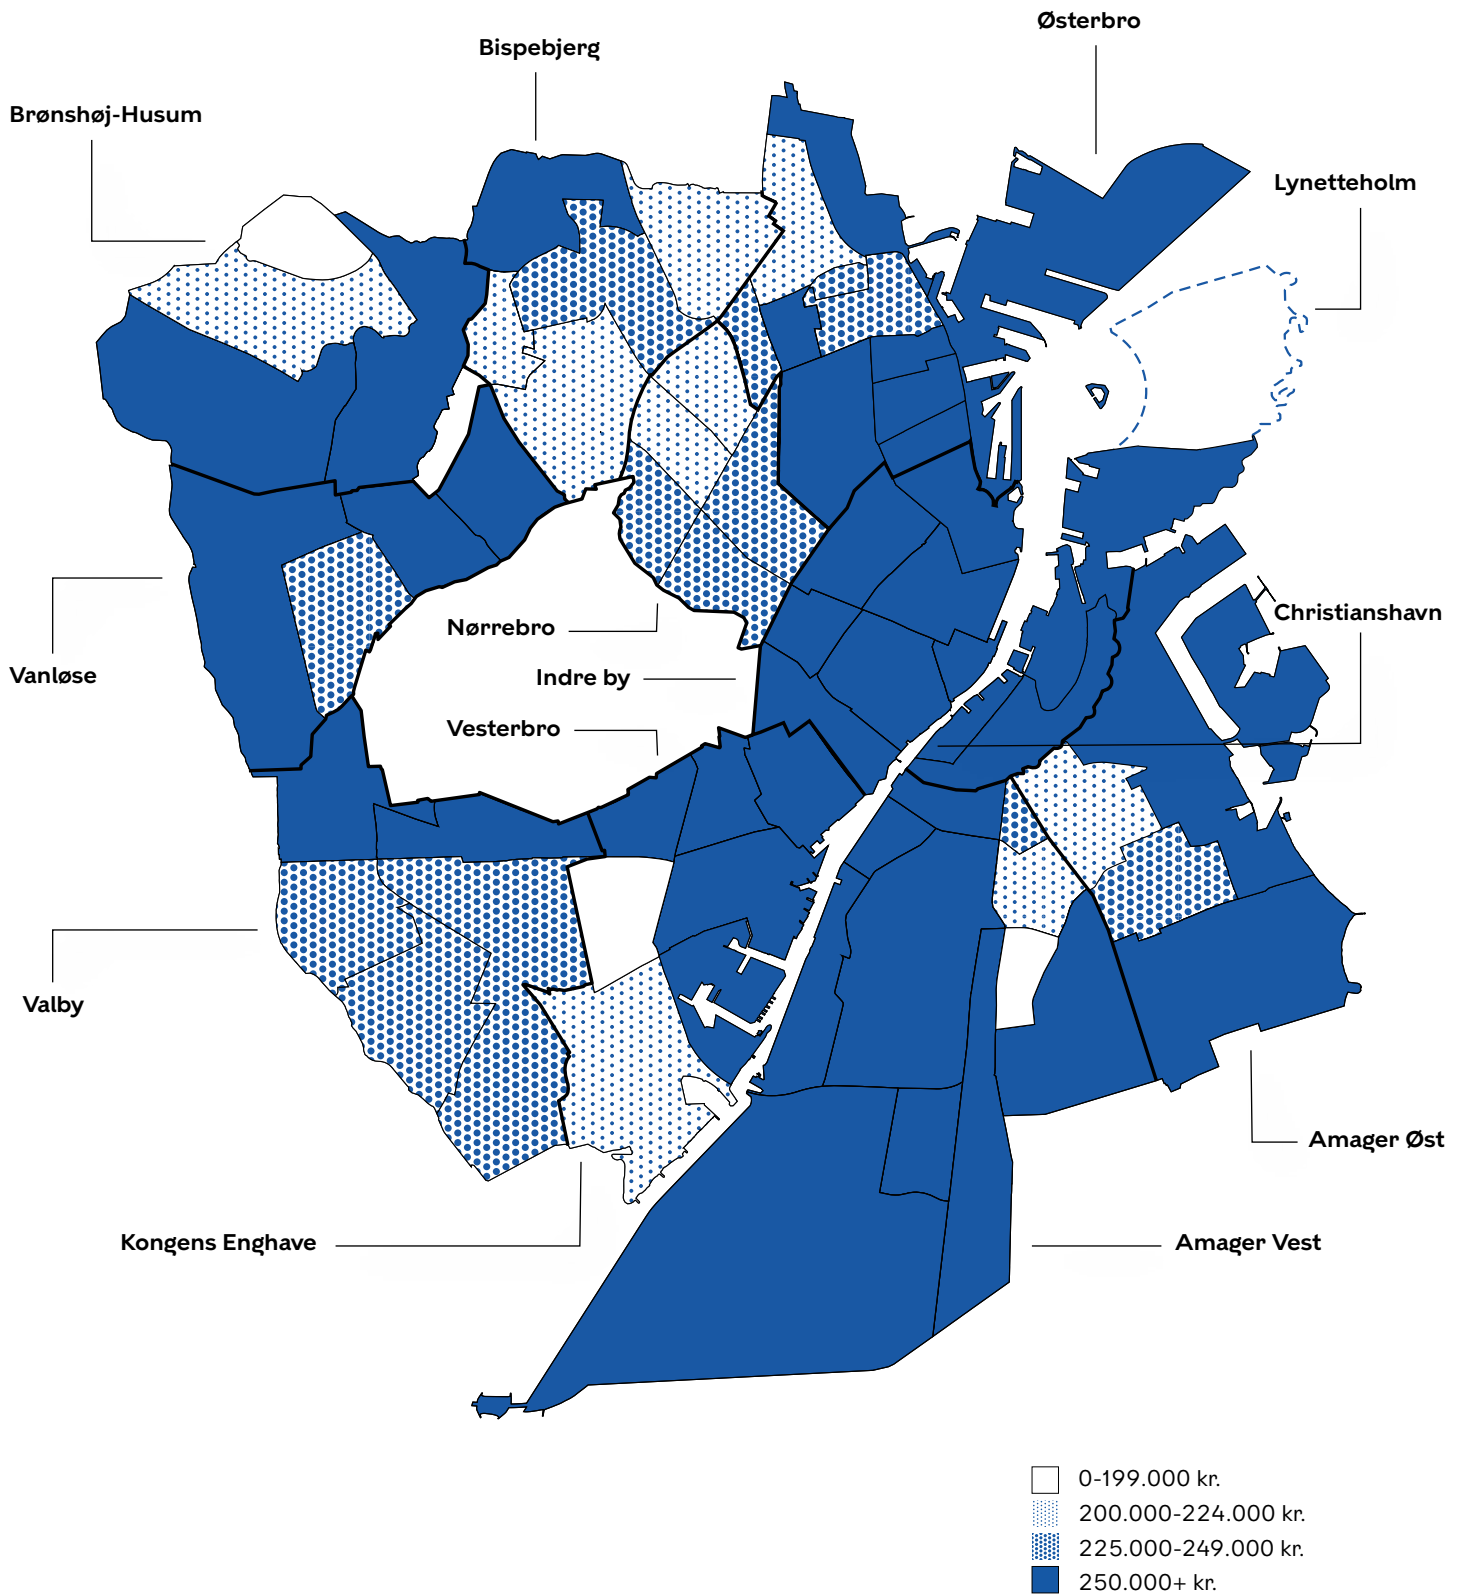 Østerbro
Bispebjerg
Brønshøj-Husum
Lynetteholm
Christianshavn
Nørrebro
Vanløse
Indre by
Vesterbro
Valby
Amager Øst
Kongens Enghave
Amager Vest
0-199.000 kr.
200.000-224.000 kr.
225.000-249.000 kr.
250.000+ kr.